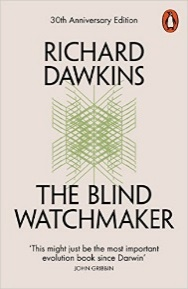 30th Anniversary Edition
RICHARD
DAWKINS
THE BLIND
WATCHMAKER
'This might just be the most important
evolution book since Darwin'
JOHN GRIBBIN